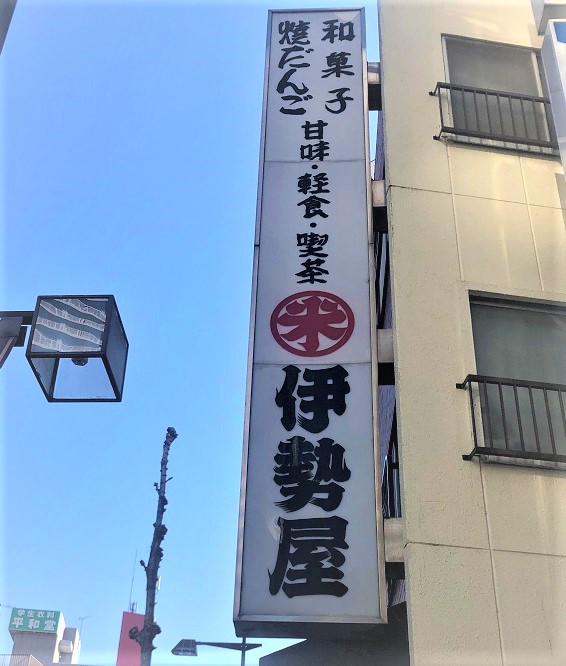 和菓子
焼だんご
甘味・軽食・喫茶
米
伊勢屋
学生衣料
平和堂